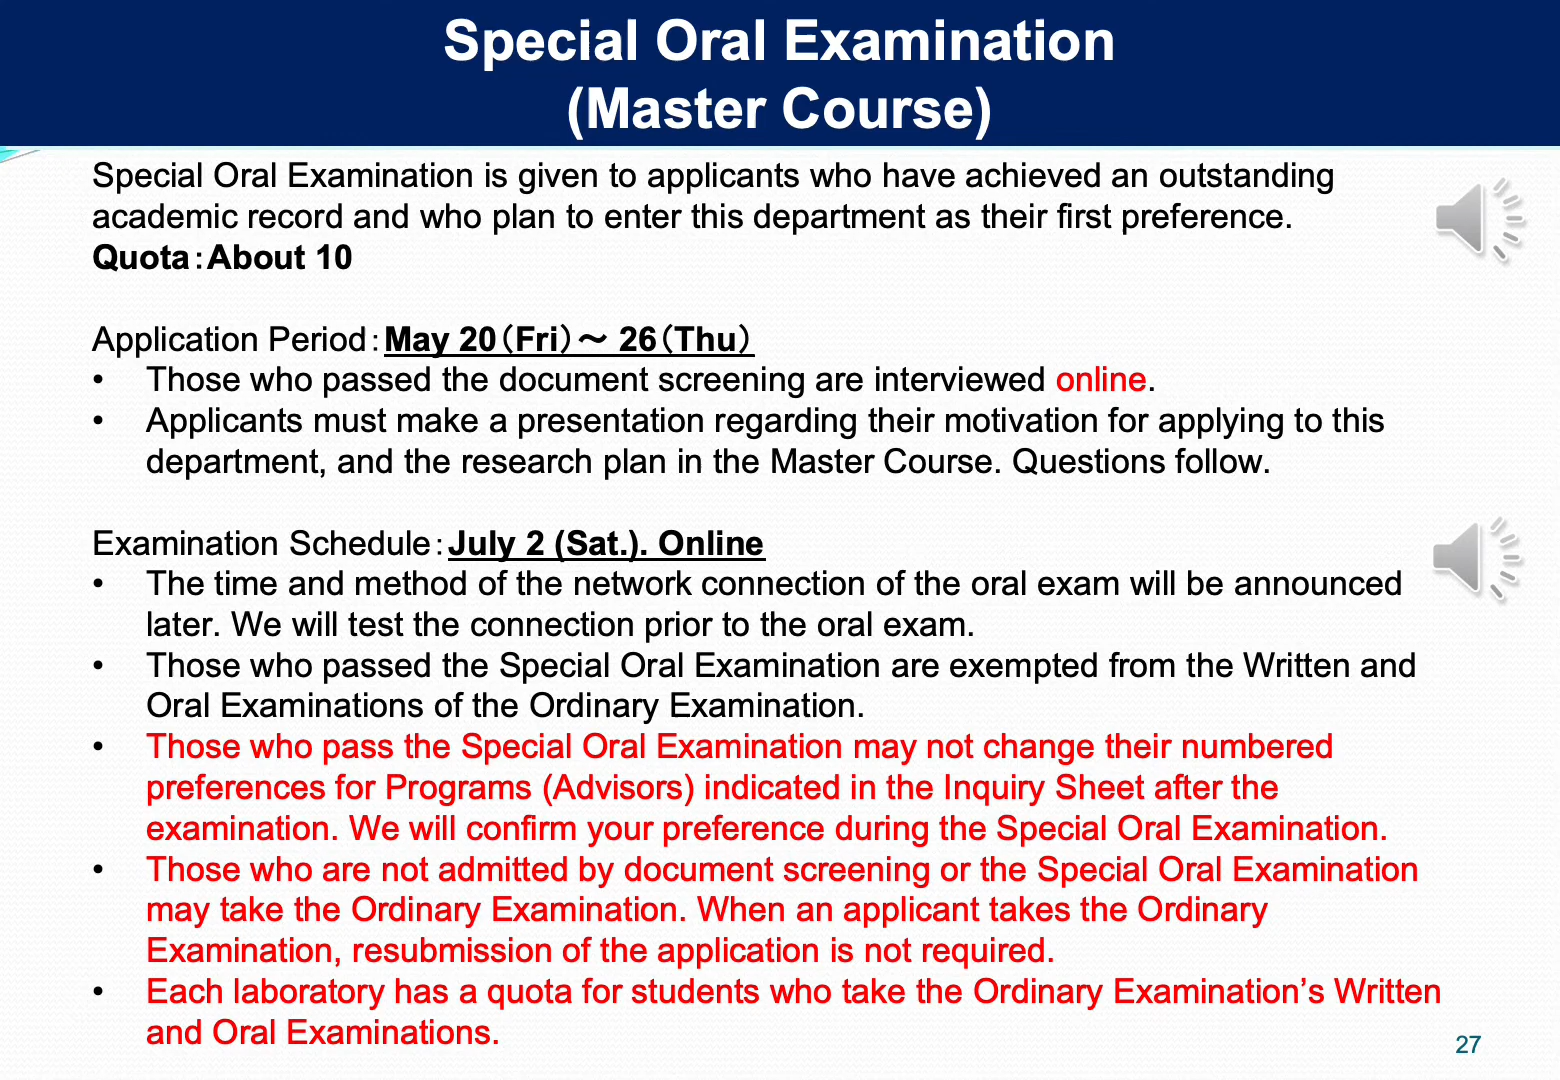 Special Oral Examination
(Master Course)
Special Oral Examination is given to applicants who have achieved an outstanding
academic record and who plan to enter this department as their first preference.
Quota：About 10
Application Period：May 20（Fri）～ 26（Thu）
• Those who passed the document screening are interviewed online.
• Applicants must make a presentation regarding their motivation for applying to this
department, and the research plan in the Master Course. Questions follow.
Examination Schedule：July 2 (Sat.). Online
• The time and method of the network connection of the oral exam will be announced
later. We will test the connection prior to the oral exam.
• Those who passed the Special Oral Examination are exempted from the Written and
Oral Examinations of the Ordinary Examination.
• Those who pass the Special Oral Examination may not change their numbered
preferences for Programs (Advisors) indicated in the Inquiry Sheet after the
examination. We will confirm your preference during the Special Oral Examination.
• Those who are not admitted by document screening or the Special Oral Examination
may take the Ordinary Examination. When an applicant takes the Ordinary
Examination, resubmission of the application is not required.
• Each laboratory has a quota for students who take the Ordinary Examination’s Written
and Oral Examinations.
27